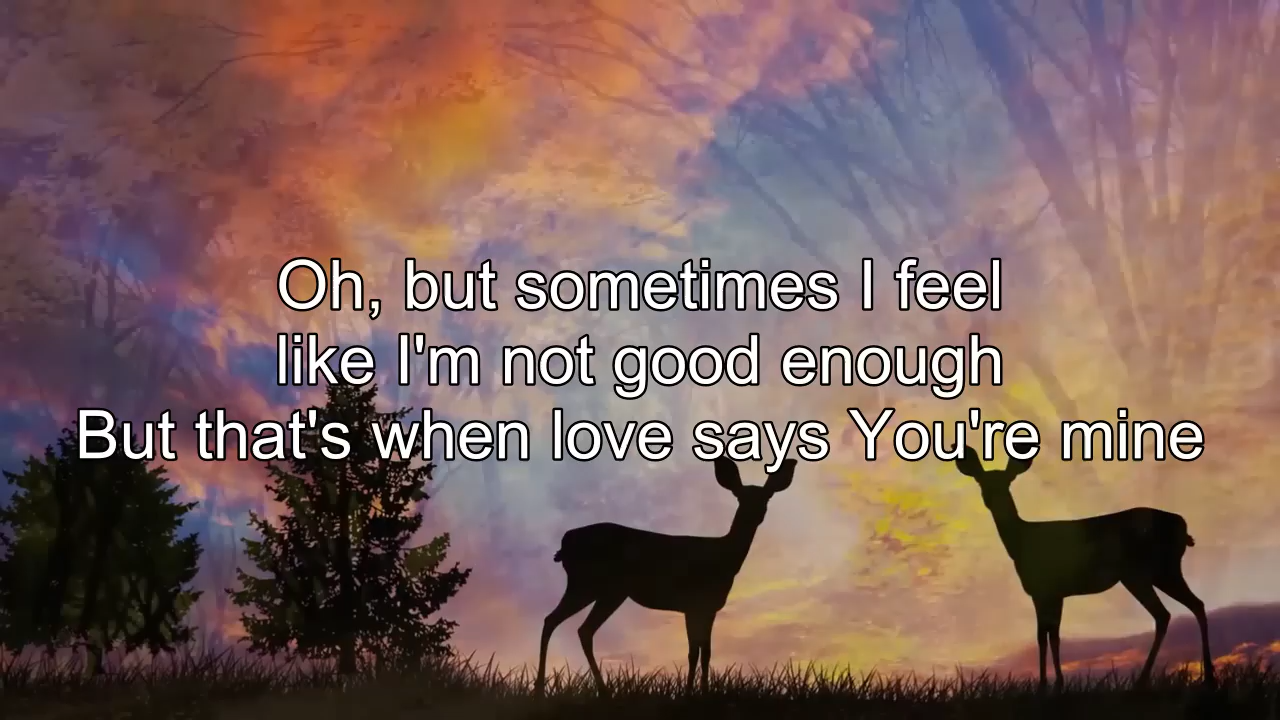 Oh, but sometimes I feel
like I'm not good enough
But that's when love says You're mine